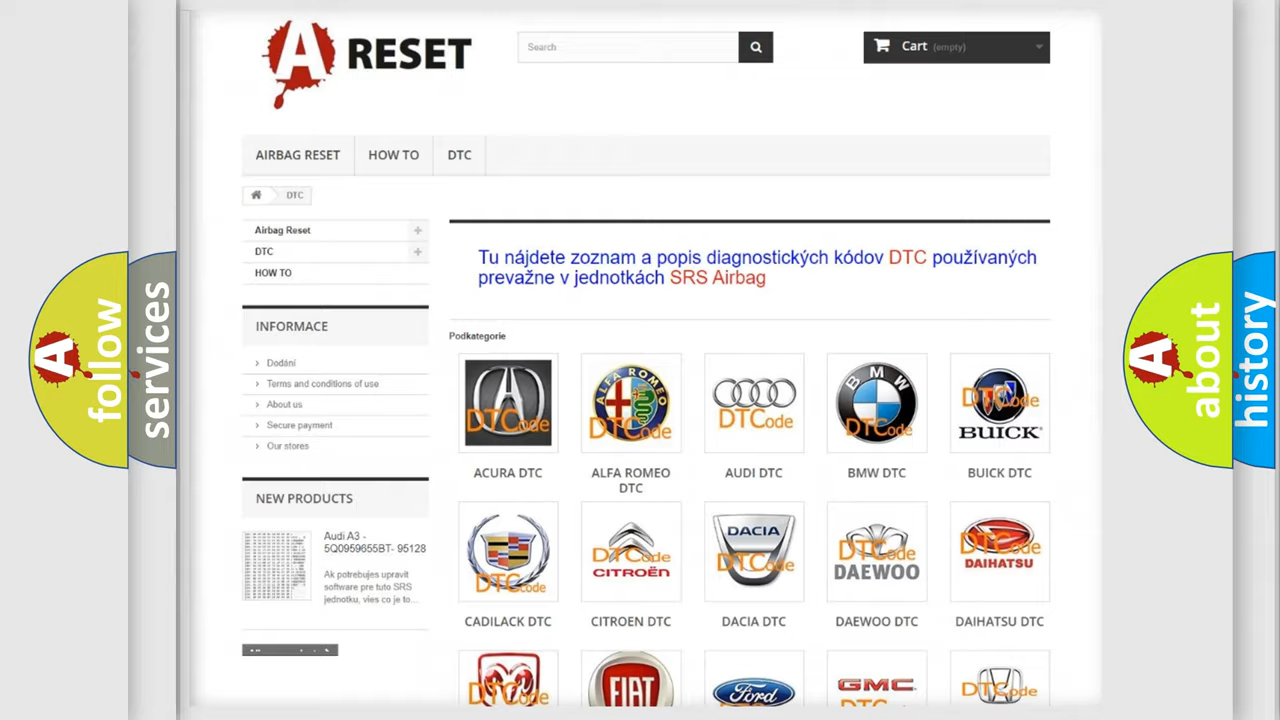 A RESET
Search
Cart (empty)
AIRBAG RESET
HOW TO
DTC
DTC
Airbag Reset
DTC
HOW TO
INFORMACE
Dodání
Terms and conditions of use
About us
Secure payment
Our stores
NEW PRODUCTS
Audi A3 -
5Q0959655BT- 95128
Ak potrebujes upravit
software pre tuto SRS
jednotku, vies co je to...
Tu nájdete zoznam a popis diagnostických kódov DTC používaných
prevažne v jednotkách SRS Airbag
Podkategorie
DTCode
ALFA ROMEO
DTCode
DTCode
BMW
DTCode
DTCode
BUICK
ACURA DTC
ALFA ROMEO
DTC
AUDI DTC
BMW DTC
BUICK DTC
DTCode
DTCode
CITROËN
DACIA
DTCode
DTCode
DAEWOO
DTCode
DAIHATSU
CADILACK DTC
CITROEN DTC
DACIA DTC
DAEWOO DTC
DAIHATSU DTC
DTCode
FIAT
Ford
GMC
DTCode
A follow
services
A about
history